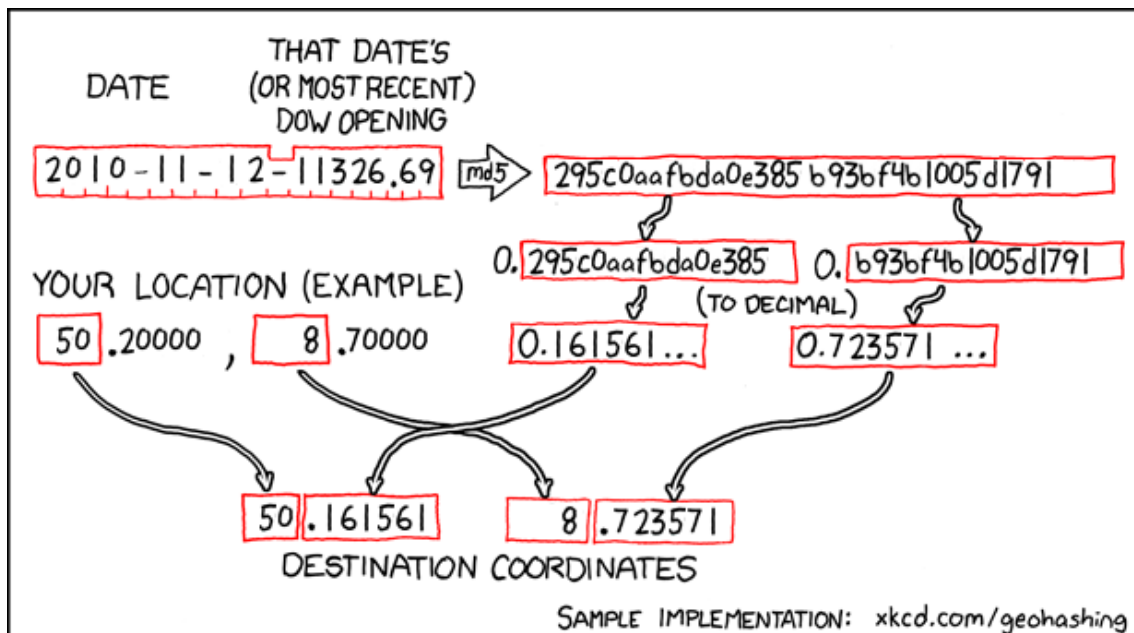 DATE
THAT DATE'S
(OR MOST RECENT)
DOW OPENING
2010-11-12-11326.69
md5
295c0aafbda0e385b93bf4b1005d1791
0.295c0aafbda0e385
0.b93bf4b1005d1791
(TO DECIMAL)
YOUR LOCATION (EXAMPLE)
50.20000, 8.70000
0.161561...
0.723571...
50.161561
8.723571
DESTINATION COORDINATES
SAMPLE IMPLEMENTATION: xkcd.com/geohashing